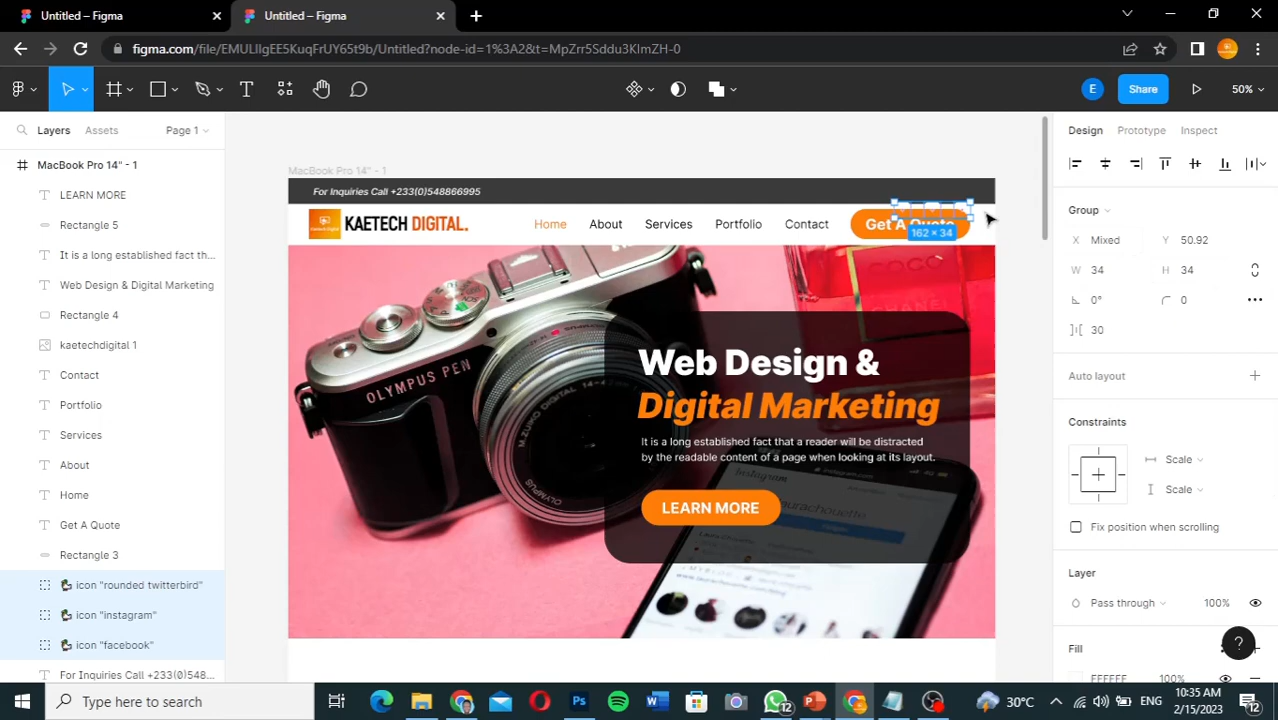 Untitled – Figma
Untitled – Figma
figma.com/file/EMULlIgEE5KuqFrUY65t9b/Untitled?node-id=1%3A2&t=MpZrr5Sddu3KlmZH-0
E
Share
50%
Layers
Assets
Page 1
Design
Prototype
Inspect
MacBook Pro 14" - 1
LEARN MORE
Rectangle 5
It is a long established fact th...
Web Design & Digital Marketing
Rectangle 4
kaetechdigital 1
Contact
Portfolio
Services
About
Home
Get A Quote
Rectangle 3
icon "rounded twitterbird"
icon "instagram"
icon "facebook"
For Inquiries Call +233(0)548...
MacBook Pro 14" - 1
For Inquiries Call +233(0)548866995
KAETECH DIGITAL.
Home
About
Services
Portfolio
Contact
Get A Quote
162 × 34
COCO
CHANEL
OLYMPUS PEN
Web Design &
Digital Marketing
It is a long established fact that a reader will be distracted
by the readable content of a page when looking at its layout.
LEARN MORE
Instagram
Group
X Mixed
Y 50.92
W 34
H 34
0°
0
30
Auto layout
Constraints
Scale
Scale
Fix position when scrolling
Layer
Pass through
100%
Fill
FFFFFF
100%
?
Type here to search
Ps
12
30°C
ENG
10:35 AM
2/15/2023
12